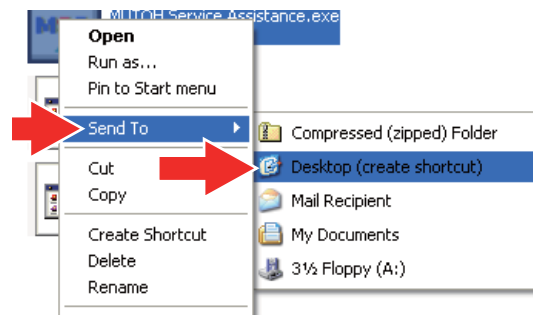 MUTOH Service Assistance.exe
Open
Run as...
Pin to Start menu
Send To
Cut
Copy
Create Shortcut
Delete
Rename
Compressed (zipped) Folder
Desktop (create shortcut)
Mail Recipient
My Documents
3½ Floppy (A:)